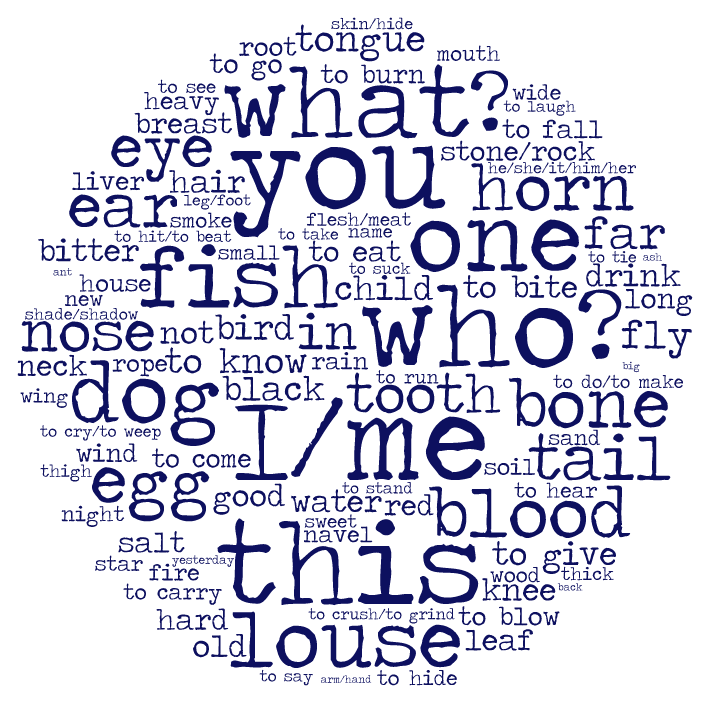 skin/hide
root
tongue
mouth
to go
to burn
to see
heavy
what?
wide
to laugh
breast
to fall
eye
you
stone/rock
he/she/it/him/her
liver
hair
horn
leg/foot
ear
smoke
flesh/meat
one
far
to hit/to beat
to take
name
bitter
small
to eat
to tie
ash
ant
house
fish
to suck
child
to bite
drink
new
long
shade/shadow
nose
not
bird
in
who?
fly
neck
rope
to know
rain
big
wing
dog
black
to run
tooth
to do/to make
bone
to cry/to weep
I/me
sand
wind
to come
soil
tail
thigh
egg
good
to stand
to hear
night
water
red
blood
sweet
navel
salt
this
to give
star
yesterday
fire
wood
thick
to carry
knee
back
hard
to crush/to grind
to blow
old
louse
leaf
to say
arm/hand
to hide